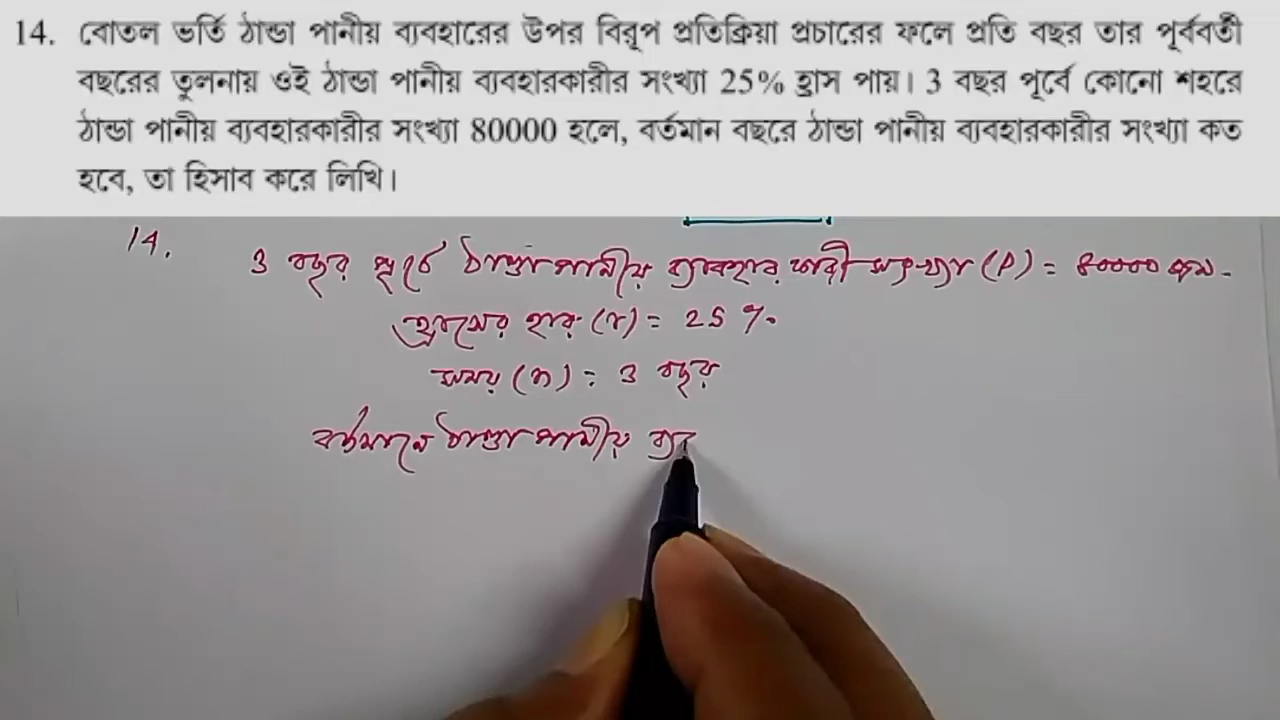 14. বোতল ভর্তি ঠান্ডা পানীয় ব্যবহারের উপর বিরূপ প্রতিক্রিয়া প্রচারের ফলে প্রতি বছর তার পূর্ববর্তী
বছরের তুলনায় ওই ঠান্ডা পানীয় ব্যবহারকারীর সংখ্যা 25% হ্রাস পায়। 3 বছর পূর্বে কোনো শহরে
ঠান্ডা পানীয় ব্যবহারকারীর সংখ্যা 80000 হলে, বর্তমান বছরে ঠান্ডা পানীয় ব্যবহারকারীর সংখ্যা কত
হবে, তা হিসাব করে লিখি।
14. 3 বছর পূর্বে ঠান্ডা পানীয় ব্যাবহার কারী সংখ্যা (P) = 80000 জন.
হ্রাসের হার (r) = 25 %.
সময় (n) = 3 বছর
বর্তমানে ঠান্ডা পানীয় ব্যব